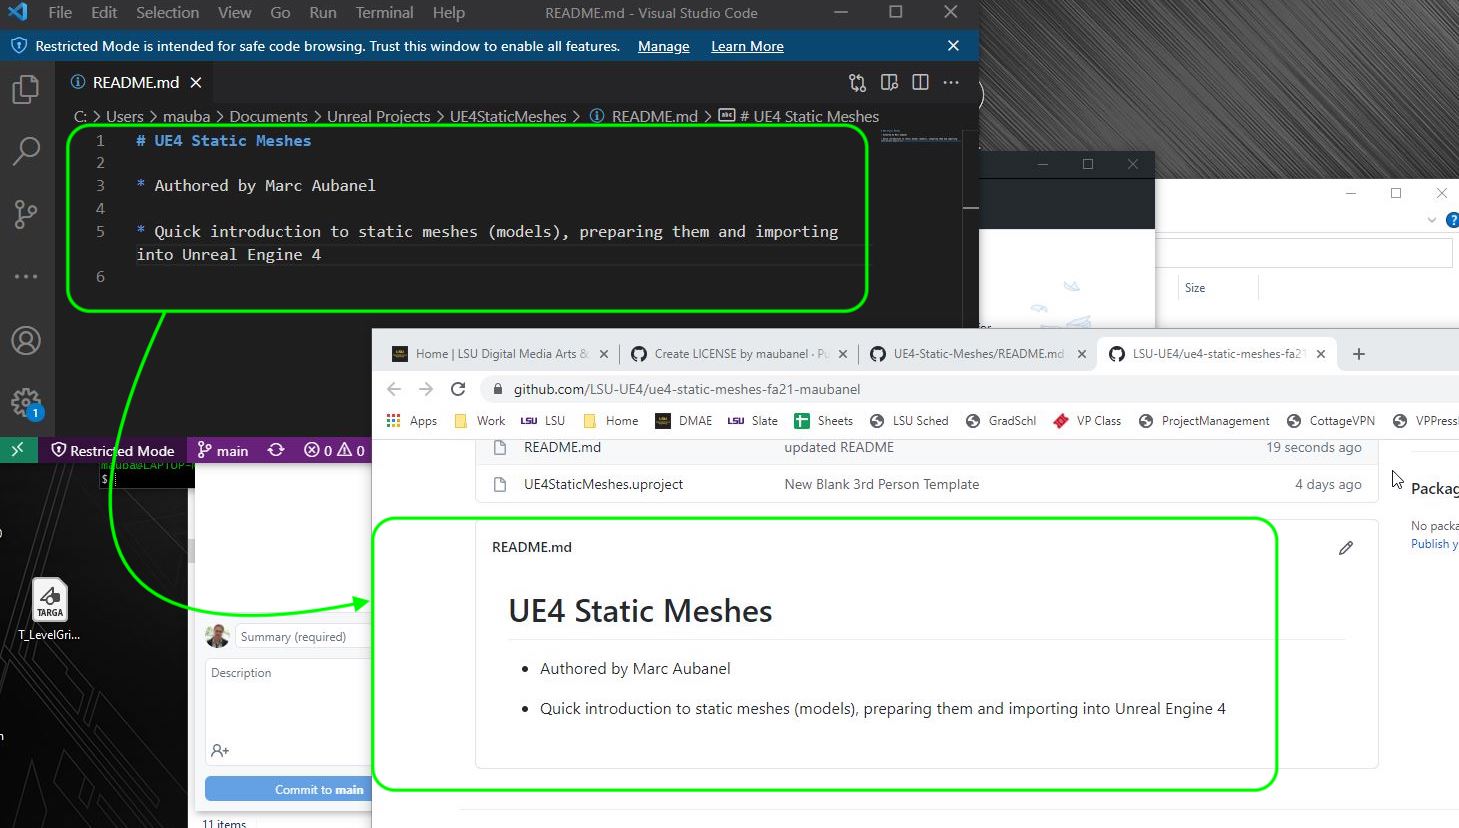 File Edit Selection View Go Run Terminal Help README.md - Visual Studio Code
Restricted Mode is intended for safe code browsing. Trust this window to enable all features. Manage Learn More
README.md
C: > Users > mauba > Documents > Unreal Projects > UE4StaticMeshes > README.md > # UE4 Static Meshes
1 # UE4 Static Meshes
2
3 * Authored by Marc Aubanel
4
5 * Quick introduction to static meshes (models), preparing them and importing
into Unreal Engine 4
6
1
Restricted Mode main 0 0
$
Size
Home | LSU Digital Media Arts &
Create LICENSE by maubanel · Pu
UE4-Static-Meshes/README.md
LSU-UE4/ue4-static-meshes-fa21
github.com/LSU-UE4/ue4-static-meshes-fa21-maubanel
Apps Work LSU LSU Home LSU DMAE LSU Slate Sheets LSU Sched GradSchl VP Class ProjectManagement CottageVPN VPPress
README.md updated README 19 seconds ago
UE4StaticMeshes.uproject New Blank 3rd Person Template 4 days ago
Packag
No packa
Publish y
README.md
UE4 Static Meshes
• Authored by Marc Aubanel
• Quick introduction to static meshes (models), preparing them and importing into Unreal Engine 4
TARGA
T_LevelGri...
Summary (required)
Description
Commit to main
11 items